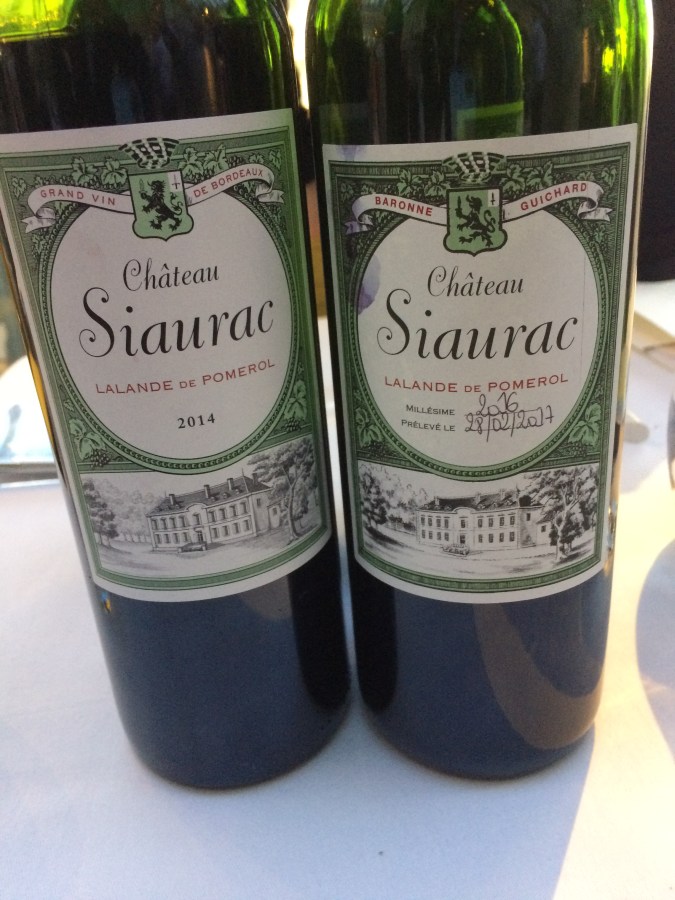 GRAND VIN DE BORDEAUX
Château
Siaurac
LALANDE DE POMEROL
2014
BARONNE GUICHARD
Château
Siaurac
LALANDE DE POMEROL
MILLÉSIME 2016
PRÉLEVÉ LE 28/02/2017